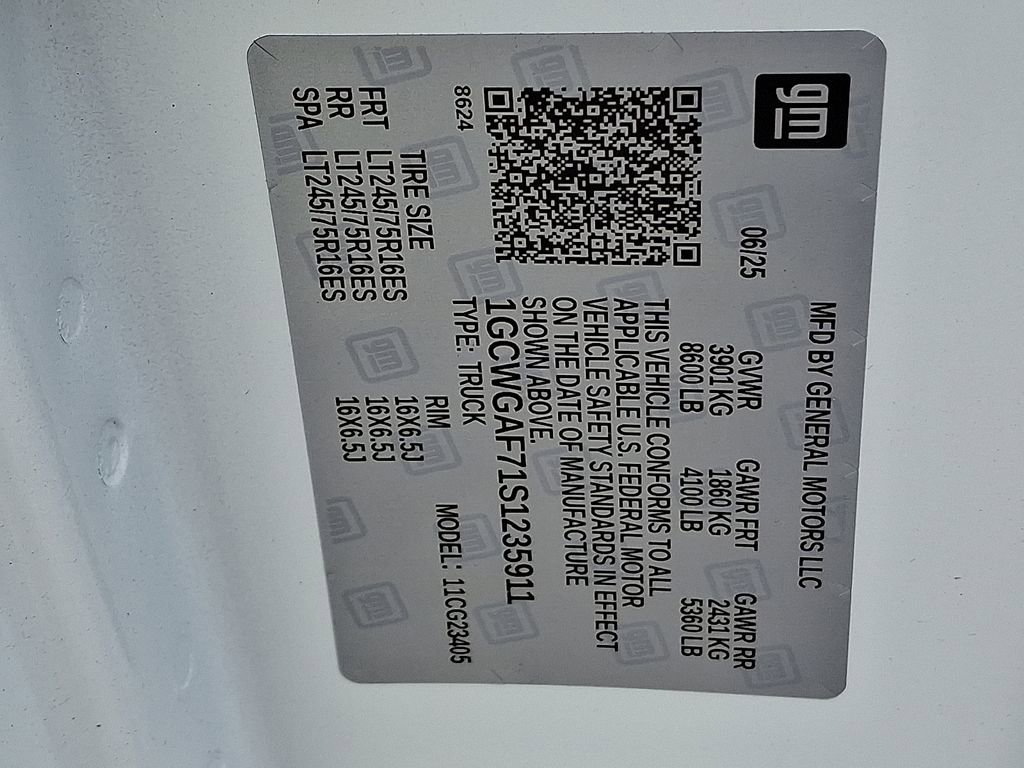 gm
MFD BY GENERAL MOTORS LLC
06/25
GVWR GAWR FRT GAWR RR
3901KG 1860 KG 2431 KG
8600 LB 4100 LB 5360 LB
THIS VEHICLE CONFORMS TO ALL
APPLICABLE U.S. FEDERAL MOTOR
VEHICLE SAFETY STANDARDS IN EFFECT
ON THE DATE OF MANUFACTURE
SHOWN ABOVE.
1GCWGAF71S1235911
8624
TYPE: TRUCK MODEL: 11CG23405
TIRE SIZE RIM
FRT LT245/75R16ES 16X6.5J
RR LT245/75R16ES 16X6.5J
SPA LT245/75R16ES 16X6.5J